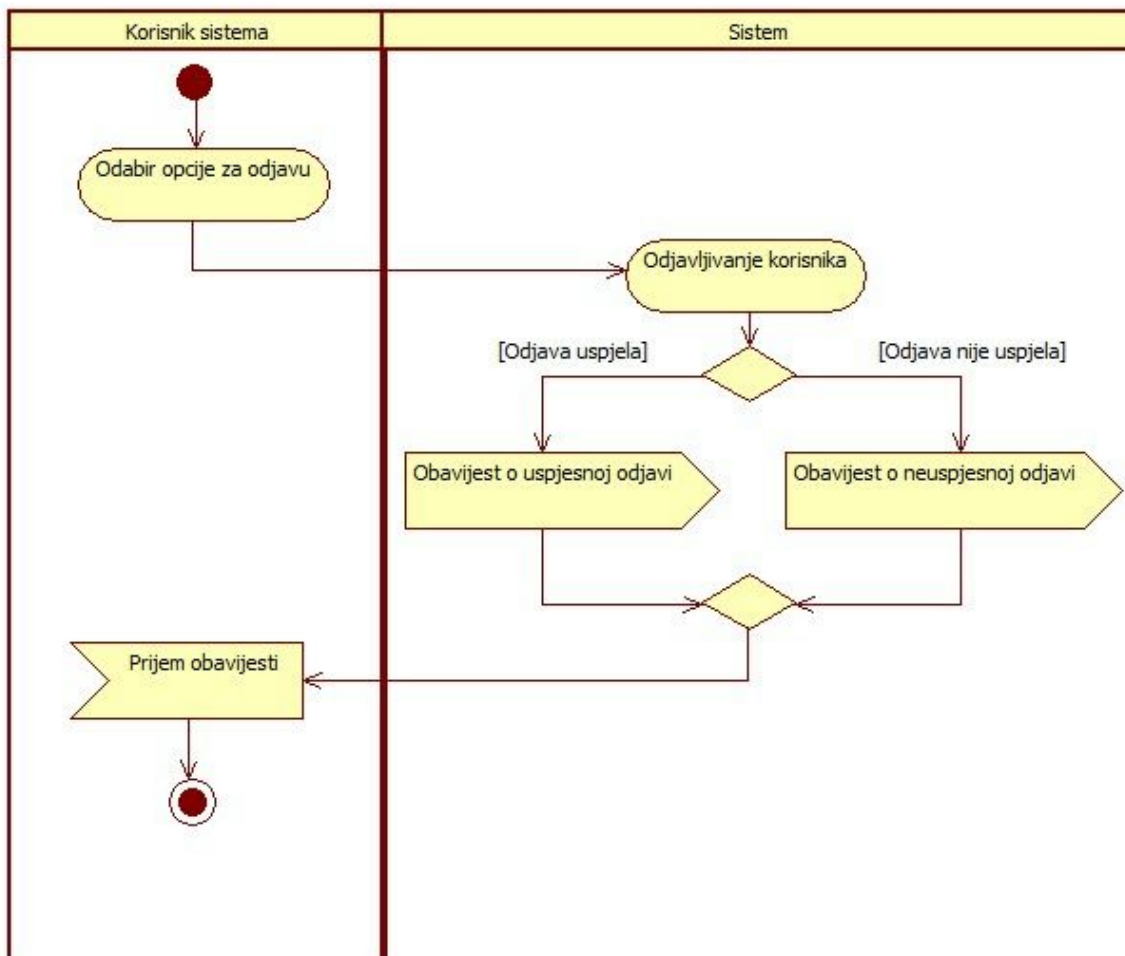 Korisnik sistema
Sistem
Odabir opcije za odjavu
Odjavljivanje korisnika
[Odjava uspjela]
[Odjava nije uspjela]
Obavijest o uspjesnoj odjavi
Obavijest o neuspjesnoj odjavi
Prijem obavijesti